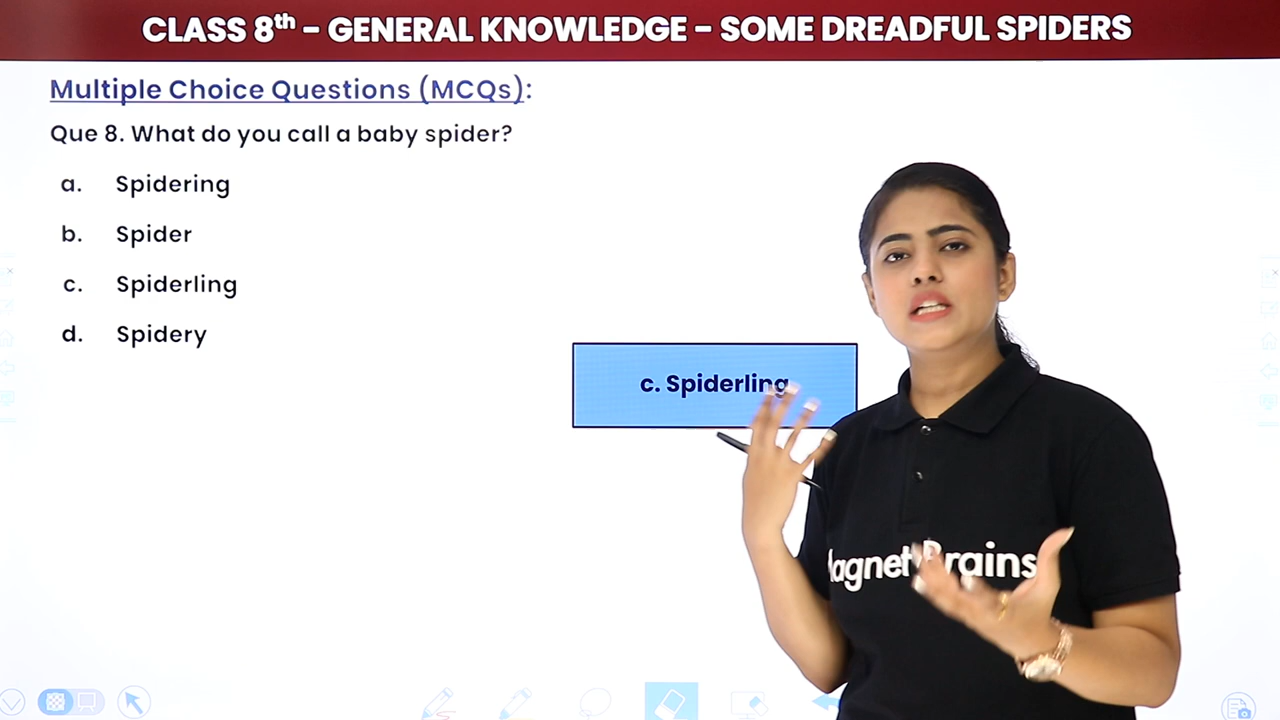 CLASS 8th - GENERAL KNOWLEDGE - SOME DREADFUL SPIDERS
Multiple Choice Questions (MCQs):
Que 8. What do you call a baby spider?
a. Spidering
b. Spider
c. Spiderling
d. Spidery
c. Spiderling